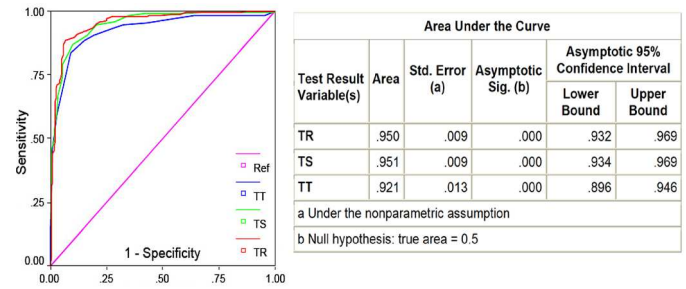 1.00
.75
.50
.25
0.00
Sensitivity
Ref
TT
TS
TR
1 - Specificity
0.00 .25 .50 .75 1.00
Area Under the Curve
Test Result Variable(s) Area Std. Error (a) Asymptotic Sig. (b) Asymptotic 95% Confidence Interval
Lower Bound Upper Bound
TR .950 .009 .000 .932 .969
TS .951 .009 .000 .934 .969
TT .921 .013 .000 .896 .946
a Under the nonparametric assumption
b Null hypothesis: true area = 0.5